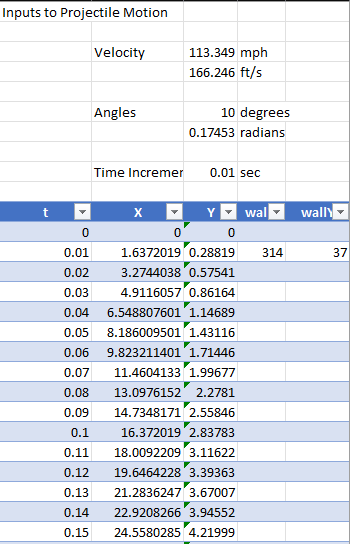 Inputs to Projectile Motion
Velocity 113.349 mph
166.246 ft/s
Angles 10 degrees
0.17453 radians
Time Incremer 0.01 sec
t X Y wal wallY
0 0 0
0.01 1.6372019 0.28819 314 37
0.02 3.2744038 0.57541
0.03 4.9116057 0.86164
0.04 6.548807601 1.14689
0.05 8.186009501 1.43116
0.06 9.823211401 1.71446
0.07 11.4604133 1.99677
0.08 13.0976152 2.2781
0.09 14.7348171 2.55846
0.1 16.372019 2.83783
0.11 18.0092209 3.11622
0.12 19.6464228 3.39363
0.13 21.2836247 3.67007
0.14 22.9208266 3.94552
0.15 24.5580285 4.21999